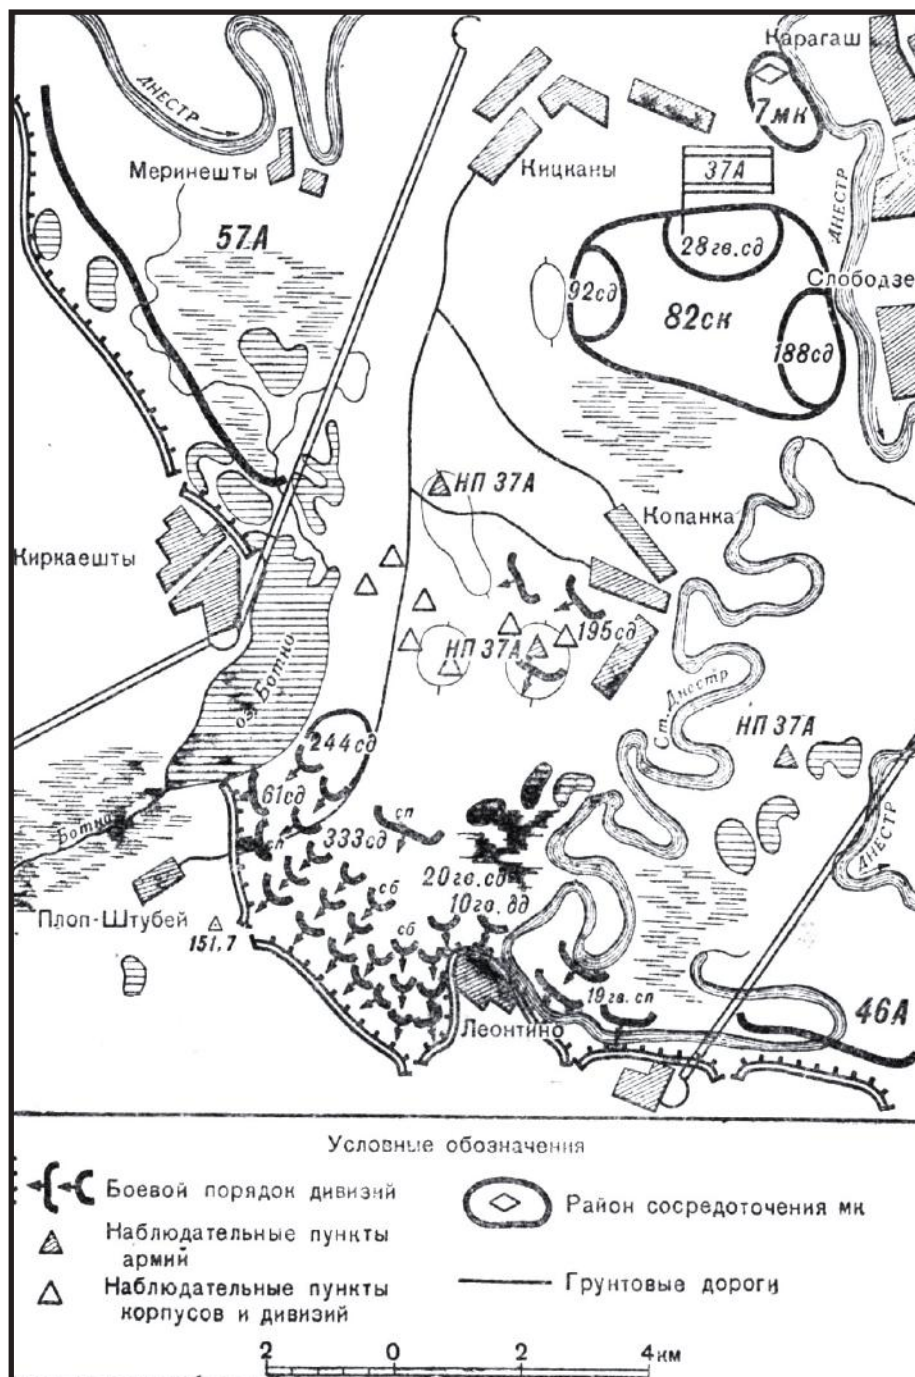 Карагаш
ДНЕСТР
7мк
Меринешты
Кицканы
37А
ДНЕСТР
57А
28гв.сд
Слободзе
92сд
82ск
188сд
НП 37А
Копанка
Киркаешты
195сд
НП 37А
оз. Ботно
Ст. Днестр
НП 37А
244сд
61сд
сп
Ботна
сп
333сд
ДНЕСТР
20гв.сд
сб
10гв.дд
Плоп-Штубей
сб
151,7
19гв.сп
46А
Леонтино
Условные обозначения
Боевой порядок дивизий
Район сосредоточения мк
Наблюдательные пункты
армий
Грунтовые дороги
Наблюдательные пункты
корпусов и дивизий
2 0 2 4км